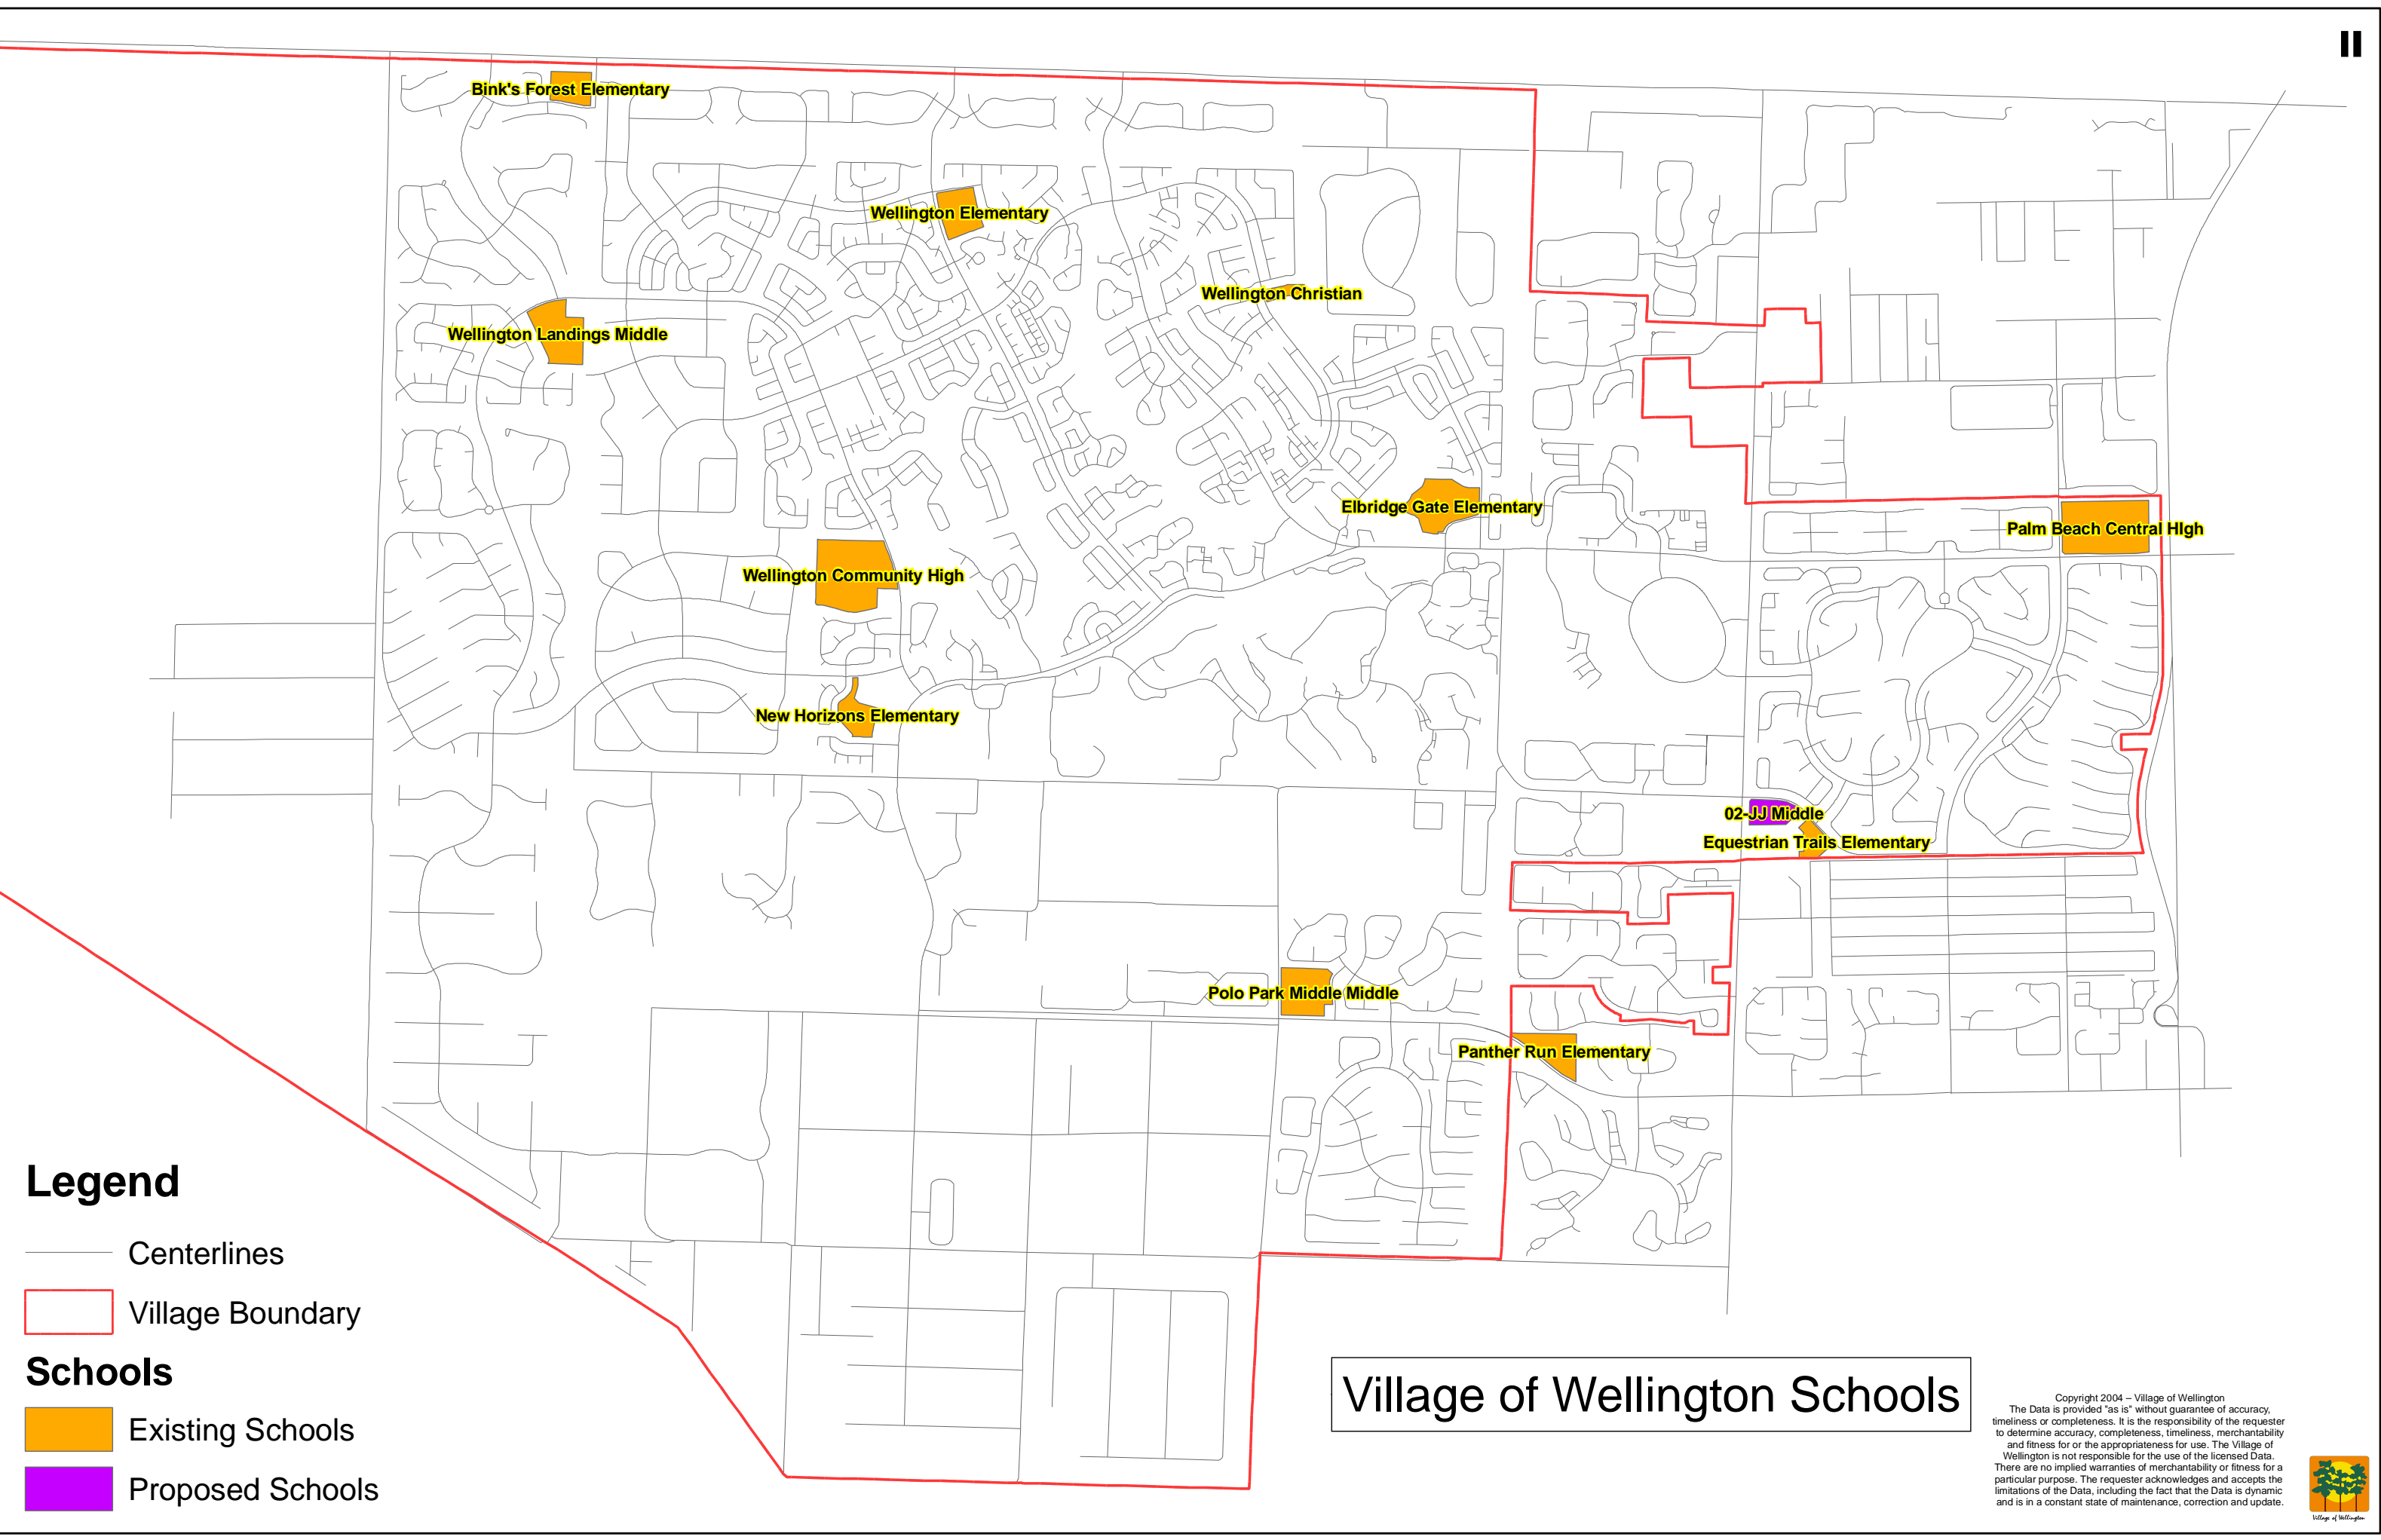 II
Bink's Forest Elementary
Wellington Elementary
Wellington Christian
Wellington Landings Middle
Elbridge Gate Elementary
Palm Beach Central HIgh
Wellington Community High
New Horizons Elementary
02-JJ Middle
Equestrian Trails Elementary
Polo Park Middle Middle
Panther Run Elementary
Legend
Centerlines
Village Boundary
Schools
Existing Schools
Proposed Schools
Village of Wellington Schools
Copyright 2004 – Village of Wellington
The Data is provided "as is" without guarantee of accuracy,
timeliness or completeness. It is the responsibility of the requester
to determine accuracy, completeness, timeliness, merchantability
and fitness for or the appropriateness for use. The Village of
Wellington is not responsible for the use of the licensed Data.
There are no implied warranties of merchantability or fitness for a
particular purpose. The requester acknowledges and accepts the
limitations of the Data, including the fact that the Data is dynamic
and is in a constant state of maintenance, correction and update.
Village of Wellington